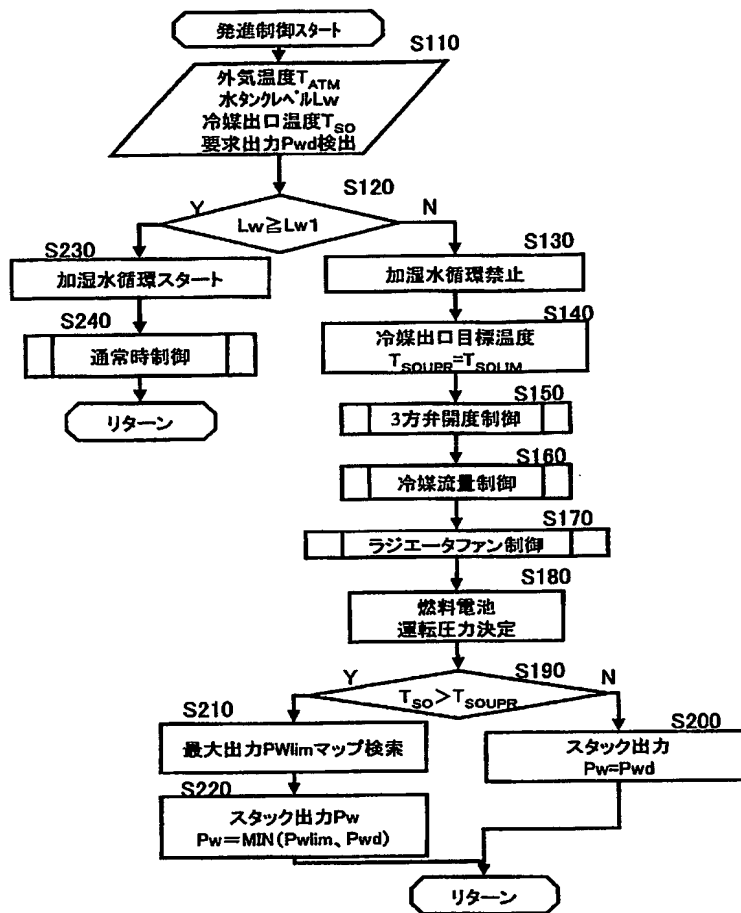 発進制御スタート
S110
外気温度TATM
水タンクレベルLw
冷媒出口温度TSO
要求出力Pwd検出
S120
Y
Lw≧Lw1
N
S230
加湿水循環スタート
S130
加湿水循環禁止
S240
通常時制御
S140
冷媒出口目標温度
TSOUPR=TSOLIM
リターン
S150
3方弁開度制御
S160
冷媒流量制御
S170
ラジエータファン制御
S180
燃料電池
運転圧力決定
S190
Y
TSO>TSOUPR
N
S210
最大出力PWlimマップ検索
S200
スタック出力
Pw=Pwd
S220
スタック出力Pw
Pw=MIN(Pwlim、Pwd)
リターン